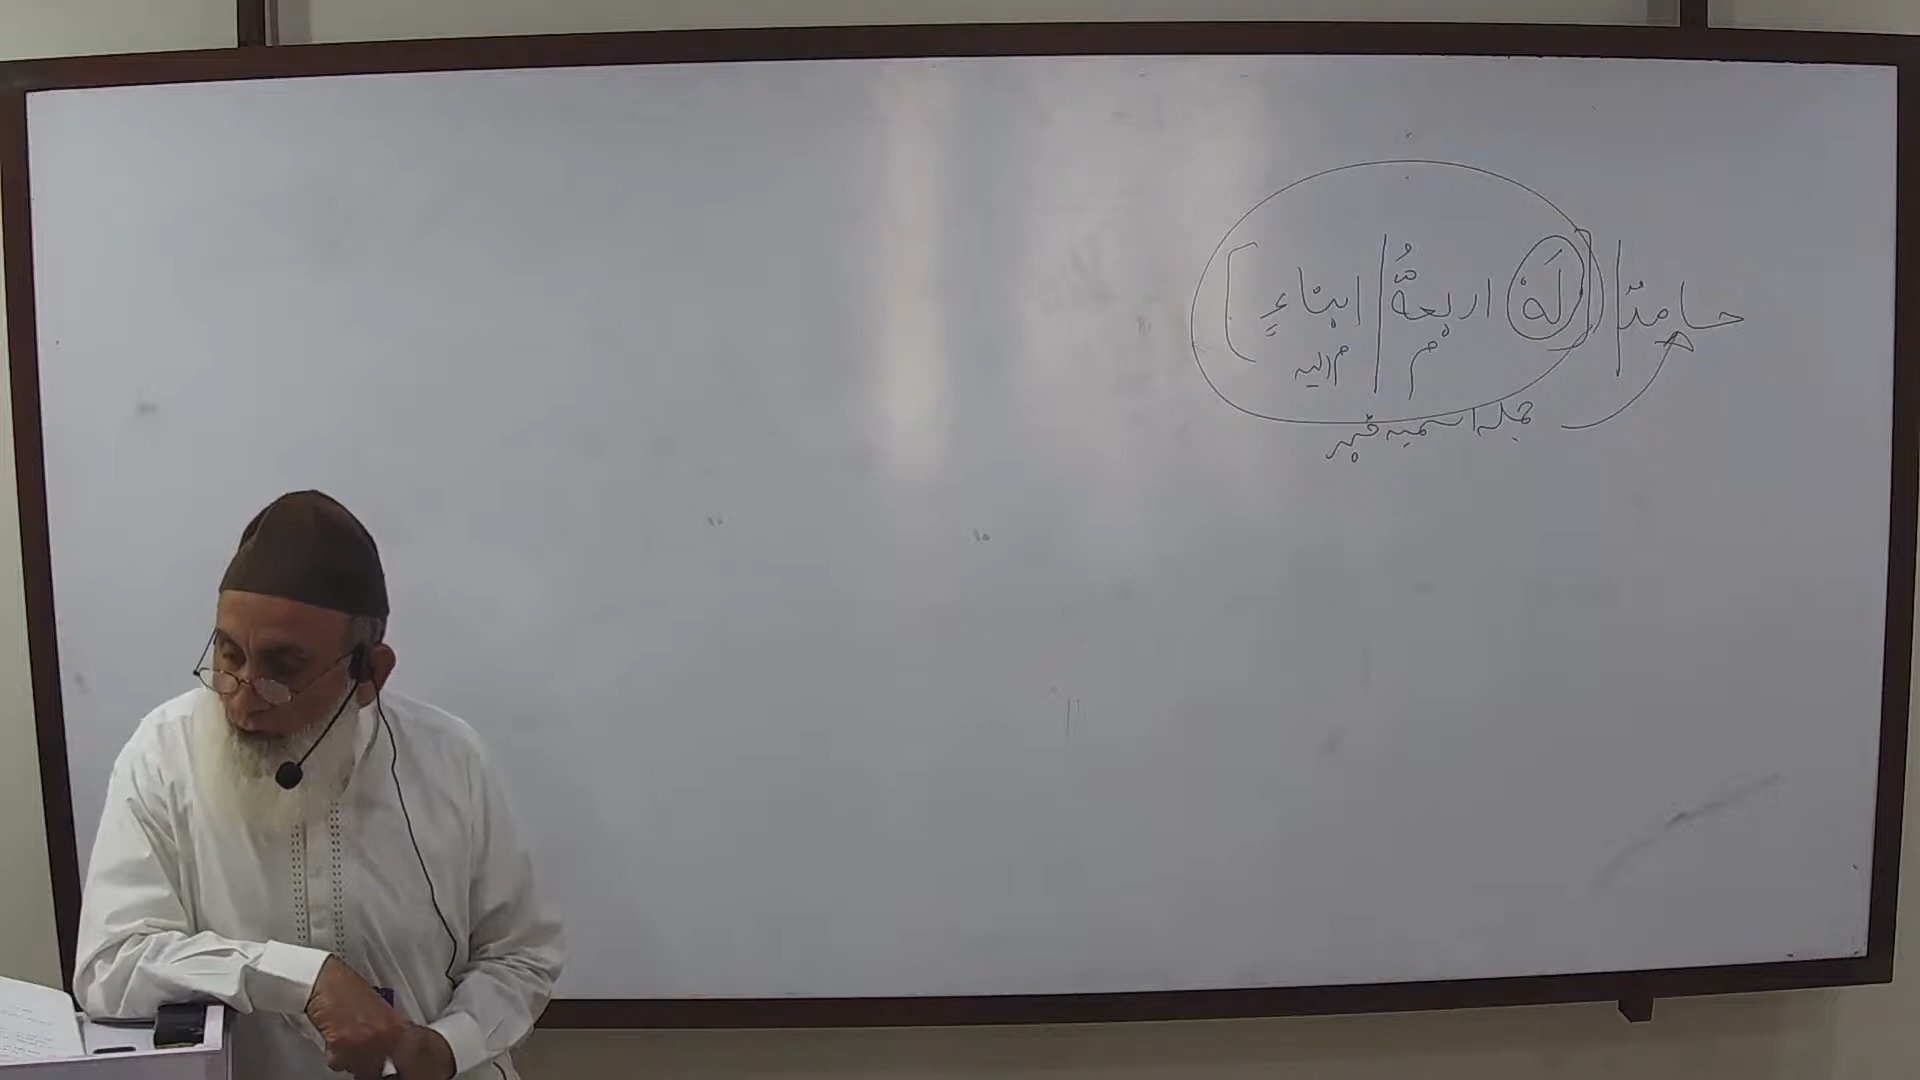 حامدٌ | [لَهٗ اربعةُ | ابناءٍ]
م م الیہ
جملہ اسمیہ خبر